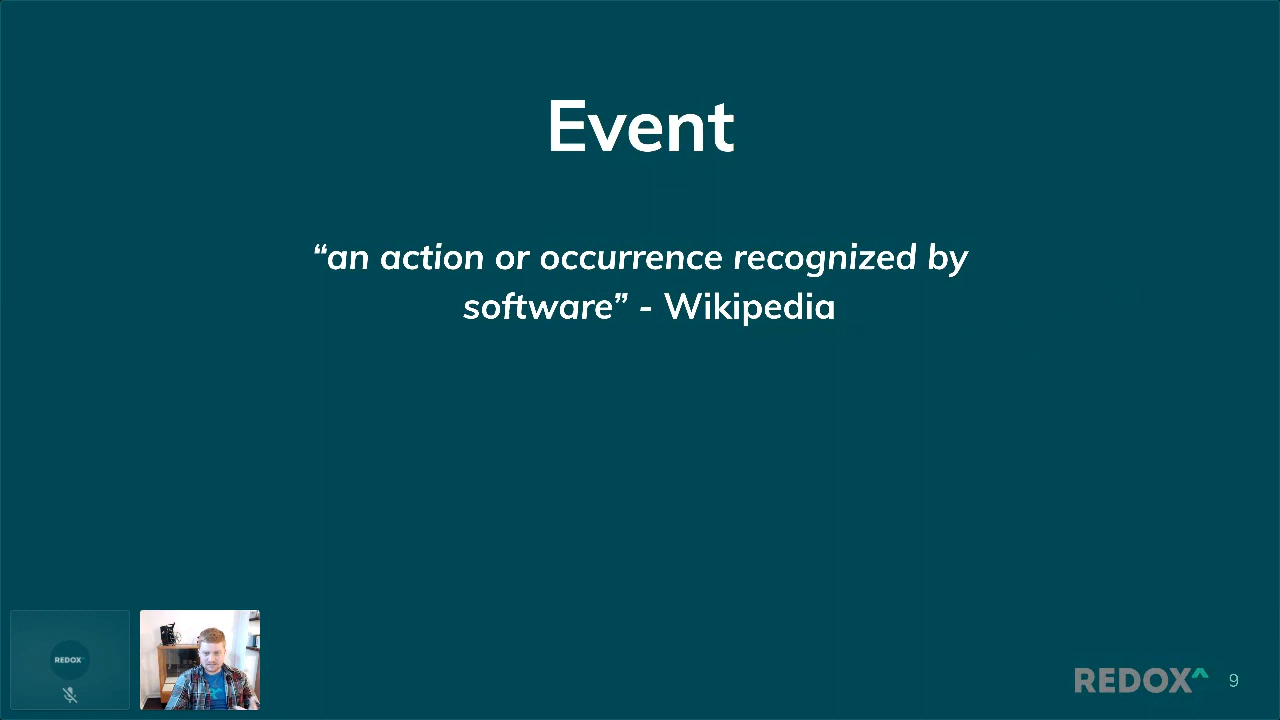 Event
“an action or occurrence recognized by
software” - Wikipedia
REDOX
REDOX^ 9